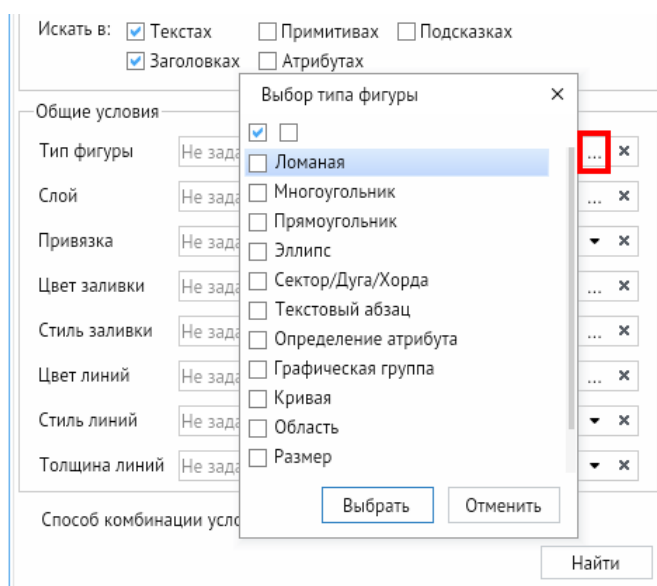 Искать в: Текстах Примитивах Подсказках
Заголовках Атрибутах
Выбор типа фигуры
Общие условия
Тип фигуры Не зада ...
Ломаная
Слой Не зада ...
Многоугольник
Прямоугольник
Привязка Не зада
Эллипс
Цвет заливки Не зада ...
Сектор/Дуга/Хорда
Текстовый абзац
Стиль заливки Не зада
Определение атрибута
Цвет линий Не зада ...
Графическая группа
Кривая
Стиль линий Не зада
Область
Толщина линий Не зада
Размер
Выбрать Отменить
Способ комбинации усло
Найти